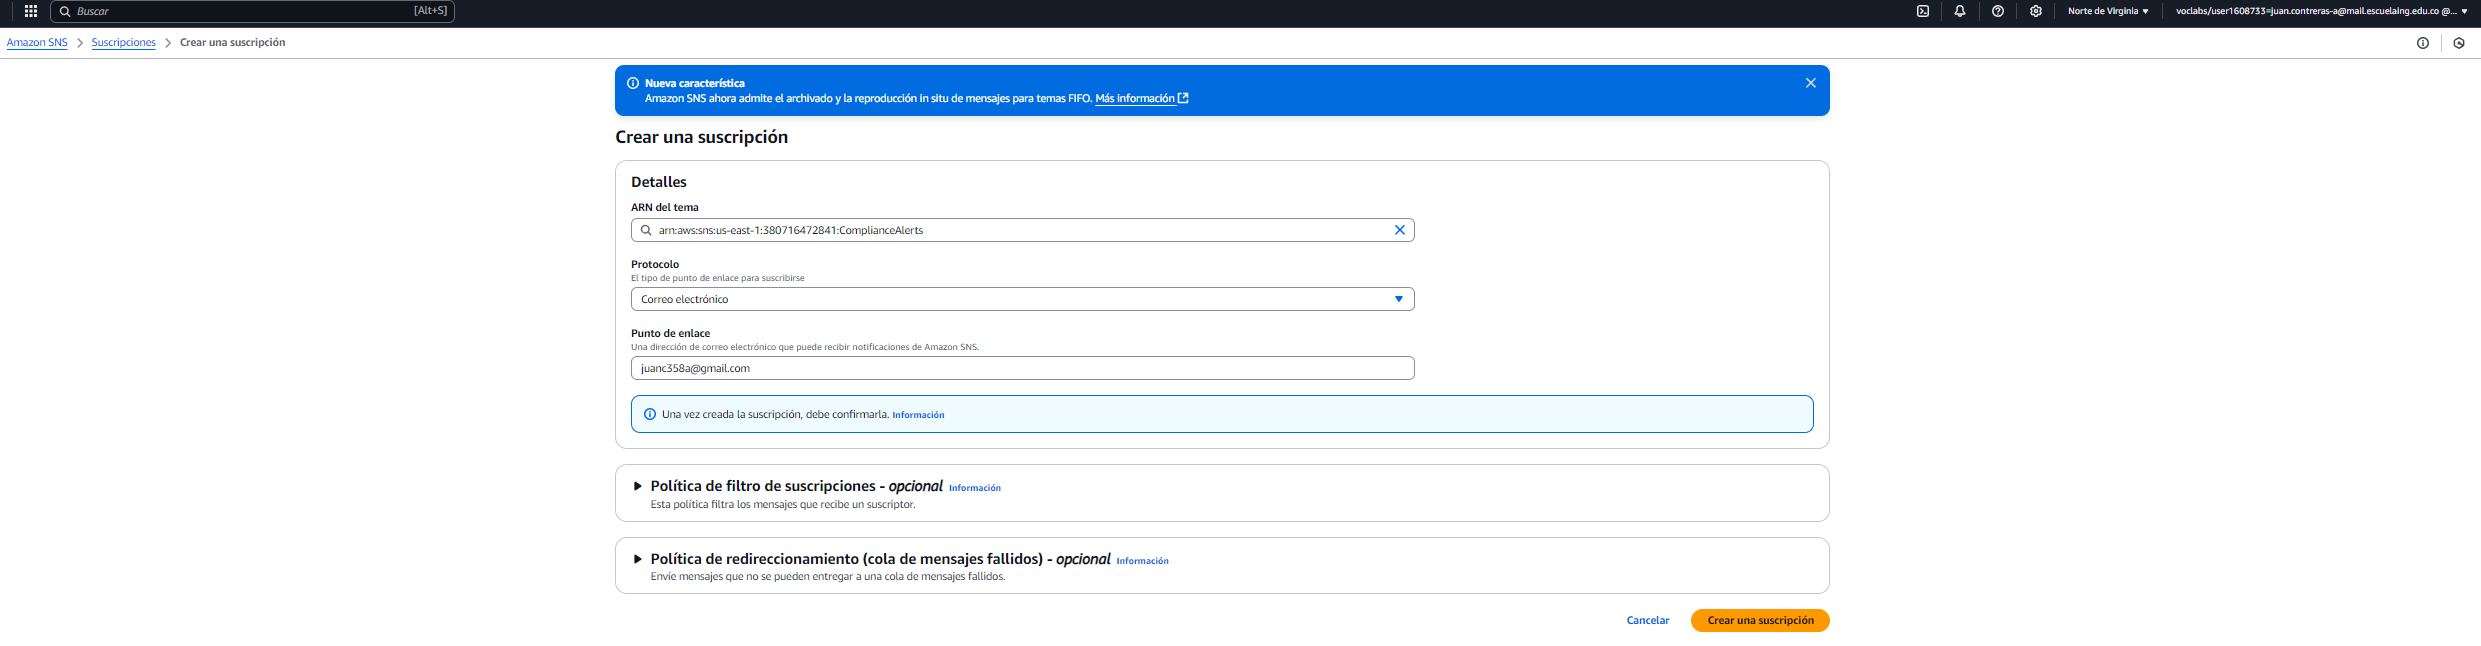 Buscar
[Alt+S]
Norte de Virginia
voclabs/user1608733=juan.contreras-a@mail.escuelaing.edu.co @...
Amazon SNS
Suscripciones
Crear una suscripción
Nueva característica
Amazon SNS ahora admite el archivado y la reproducción in situ de mensajes para temas FIFO. Más información
Crear una suscripción
Detalles
ARN del tema
arn:aws:sns:us-east-1:380716472841:ComplianceAlerts
Protocolo
El tipo de punto de enlace para suscribirse
Correo electrónico
Punto de enlace
Una dirección de correo electrónico que puede recibir notificaciones de Amazon SNS.
juanc358a@gmail.com
Una vez creada la suscripción, debe confirmarla. Información
Política de filtro de suscripciones - opcional Información
Esta política filtra los mensajes que recibe un suscriptor.
Política de redireccionamiento (cola de mensajes fallidos) - opcional Información
Envíe mensajes que no se pueden entregar a una cola de mensajes fallidos.
Cancelar
Crear una suscripción